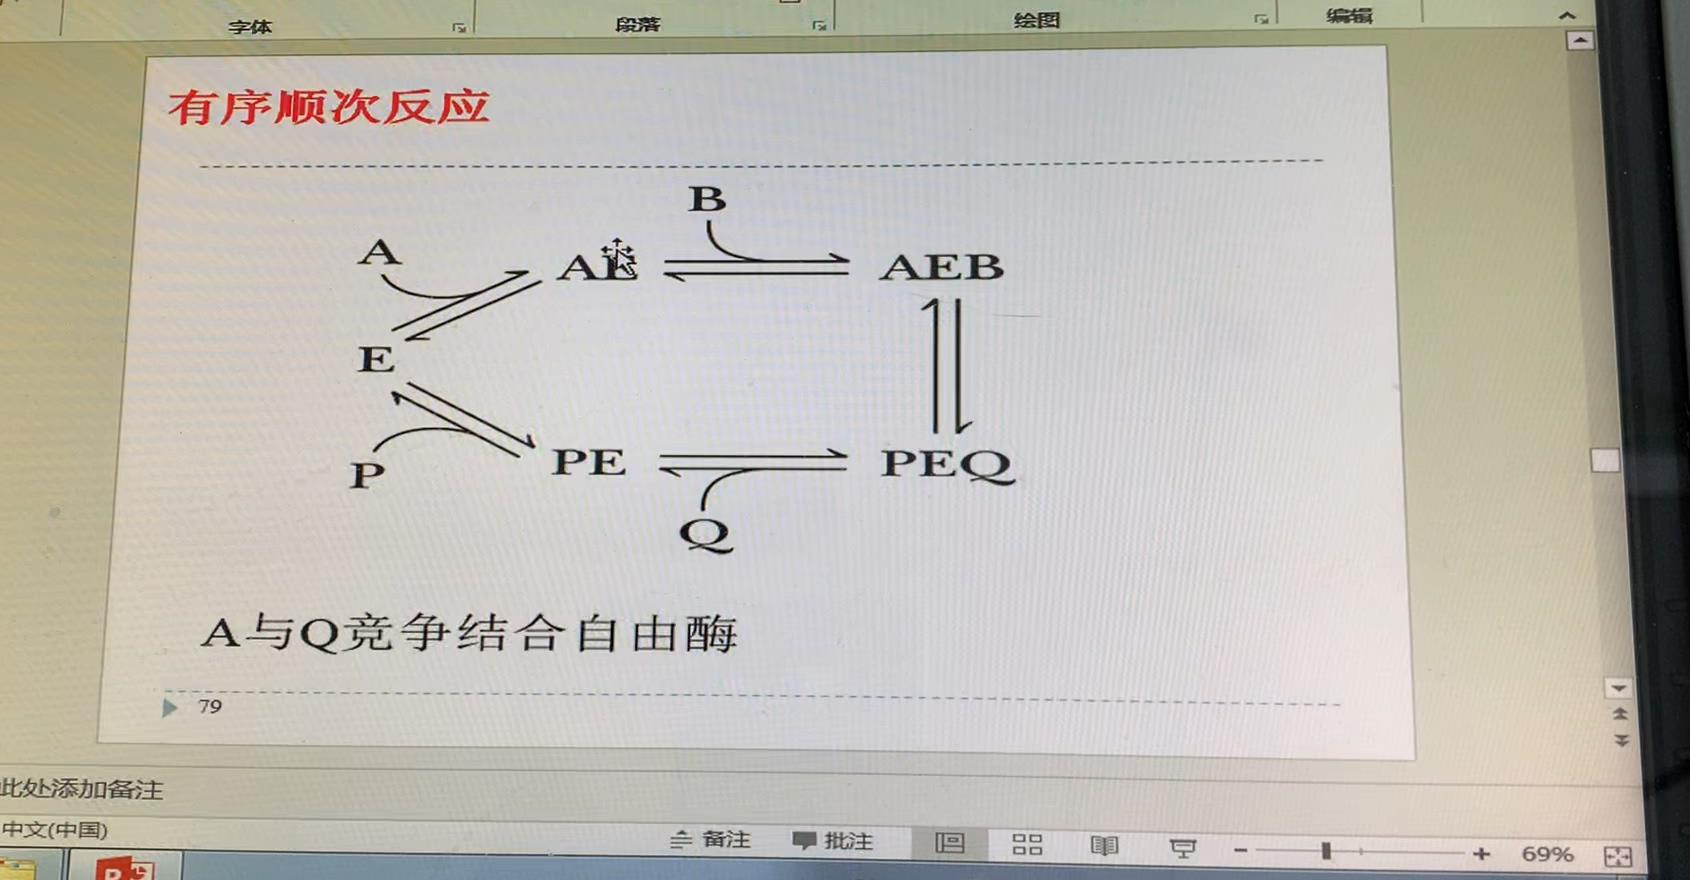 字体 段落 绘图 编辑
有序顺次反应
B
A AE AEB
E
P PE PEQ
Q
A与Q竞争结合自由酶
79
此处添加备注
中文(中国) 备注 批注 69%